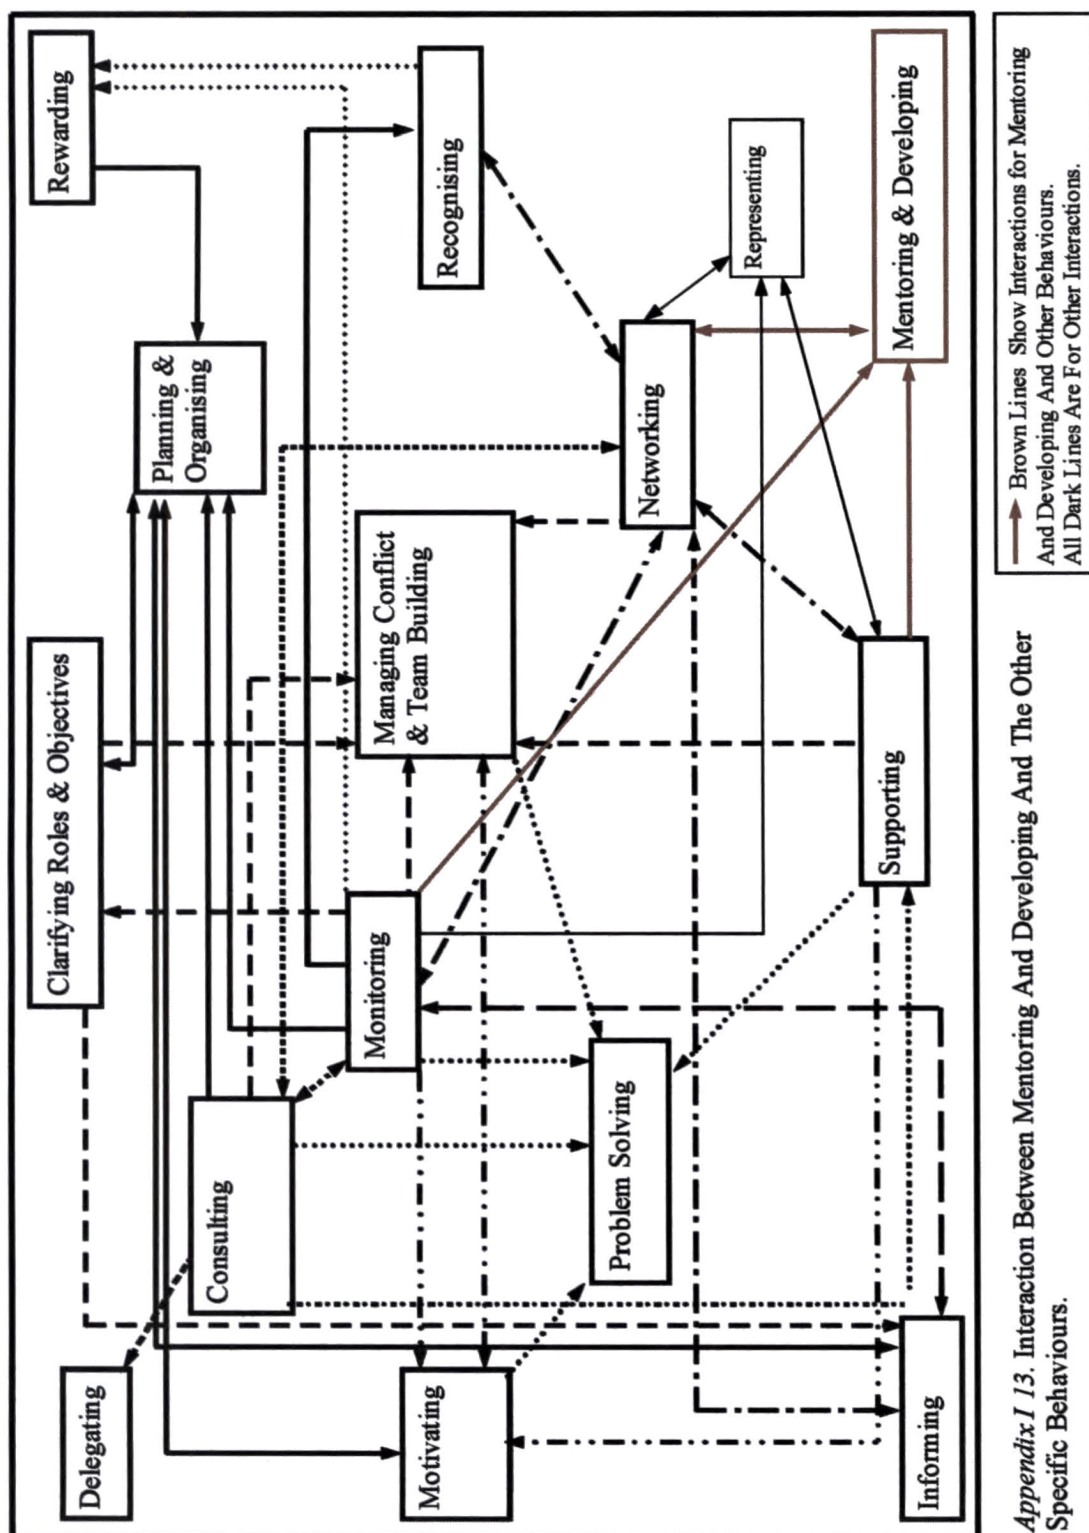 Delegating
Clarifying Roles & Objectives
Rewarding
Consulting
Planning &
Organising
Monitoring
Managing Conflict
& Team Building
Motivating
Recognising
Problem Solving
Networking
Representing
Informing
Supporting
Mentoring & Developing
Appendix I 13. Interaction Between Mentoring And Developing And The Other
Specific Behaviours.
Brown Lines Show Interactions for Mentoring
And Developing And Other Behaviours.
All Dark Lines Are For Other Interactions.